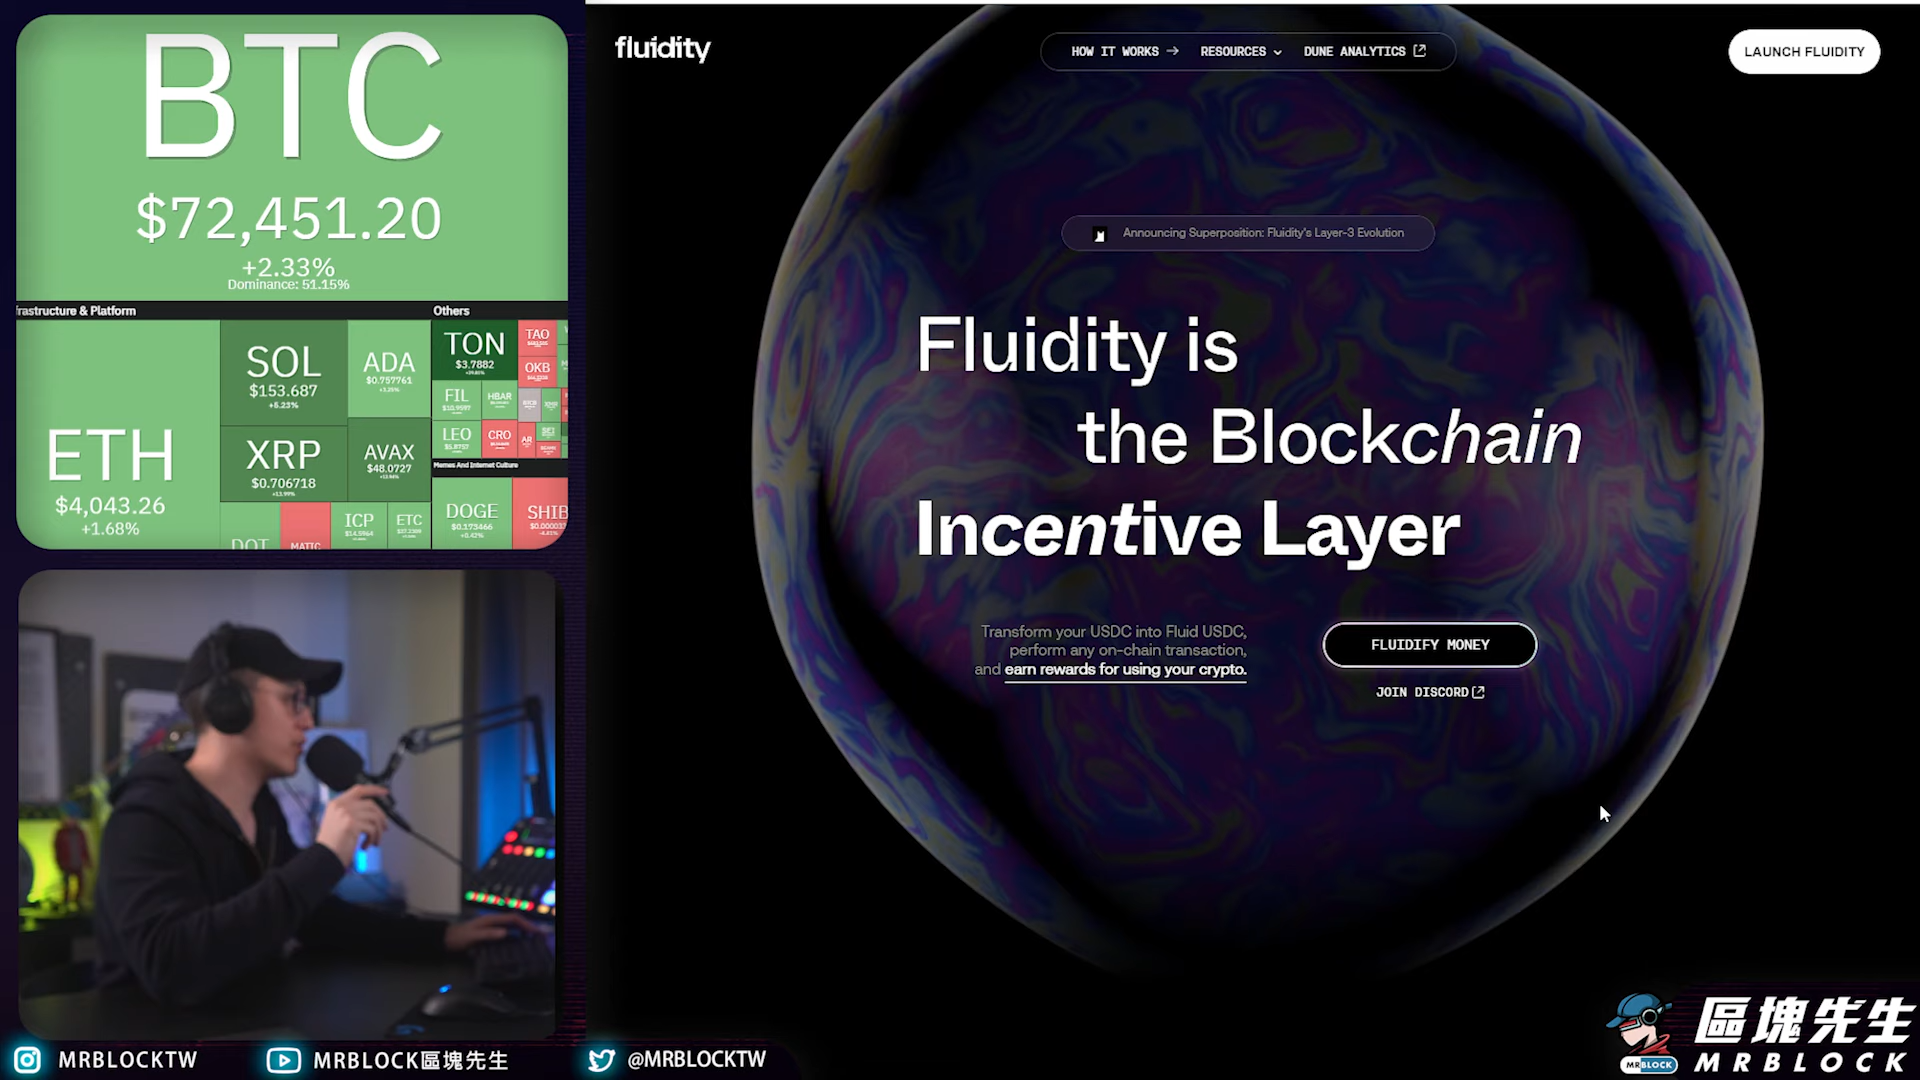 BTC
$72,451.20
+2.33%
Dominance: 51.15%
rastructure & Platform
Others
ETH
$4,043.26
+1.68%
SOL
$153.687
+5.23%
ADA
$0.757761
XRP
$0.706718
+13.99%
AVAX
$48.0727
DOT
MATIC
ICP
ETC
TON
$3.7882
TAO
OKB
FIL
HBAR
LEO
CRO
AR
SEI
Memes And Internet Culture
DOGE
$0.173466
+0.42%
SHIB
fluidity
HOW IT WORKS
RESOURCES
DUNE ANALYTICS
LAUNCH FLUIDITY
Announcing Superposition: Fluidity's Layer-3 Evolution
Fluidity is
the Blockchain
Incentive Layer
Transform your USDC into Fluid USDC,
perform any on-chain transaction,
and earn rewards for using your crypto.
FLUIDIFY MONEY
JOIN DISCORD
MRBLOCKTW
MRBLOCK區塊先生
@MRBLOCKTW
MRBLOCK
區塊先生
MRBLOCK